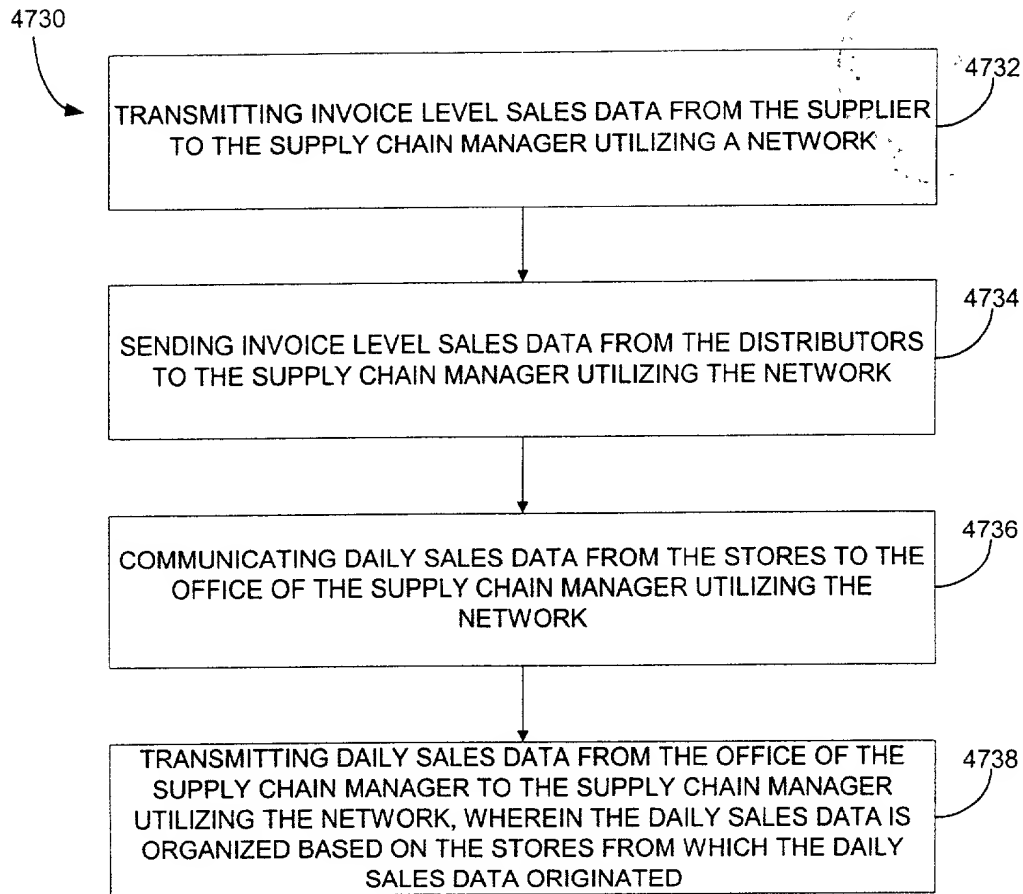 4730
4732
TRANSMITTING INVOICE LEVEL SALES DATA FROM THE SUPPLIER
TO THE SUPPLY CHAIN MANAGER UTILIZING A NETWORK
4734
SENDING INVOICE LEVEL SALES DATA FROM THE DISTRIBUTORS
TO THE SUPPLY CHAIN MANAGER UTILIZING THE NETWORK
4736
COMMUNICATING DAILY SALES DATA FROM THE STORES TO THE
OFFICE OF THE SUPPLY CHAIN MANAGER UTILIZING THE
NETWORK
4738
TRANSMITTING DAILY SALES DATA FROM THE OFFICE OF THE
SUPPLY CHAIN MANAGER TO THE SUPPLY CHAIN MANAGER
UTILIZING THE NETWORK, WHEREIN THE DAILY SALES DATA IS
ORGANIZED BASED ON THE STORES FROM WHICH THE DAILY
SALES DATA ORIGINATED